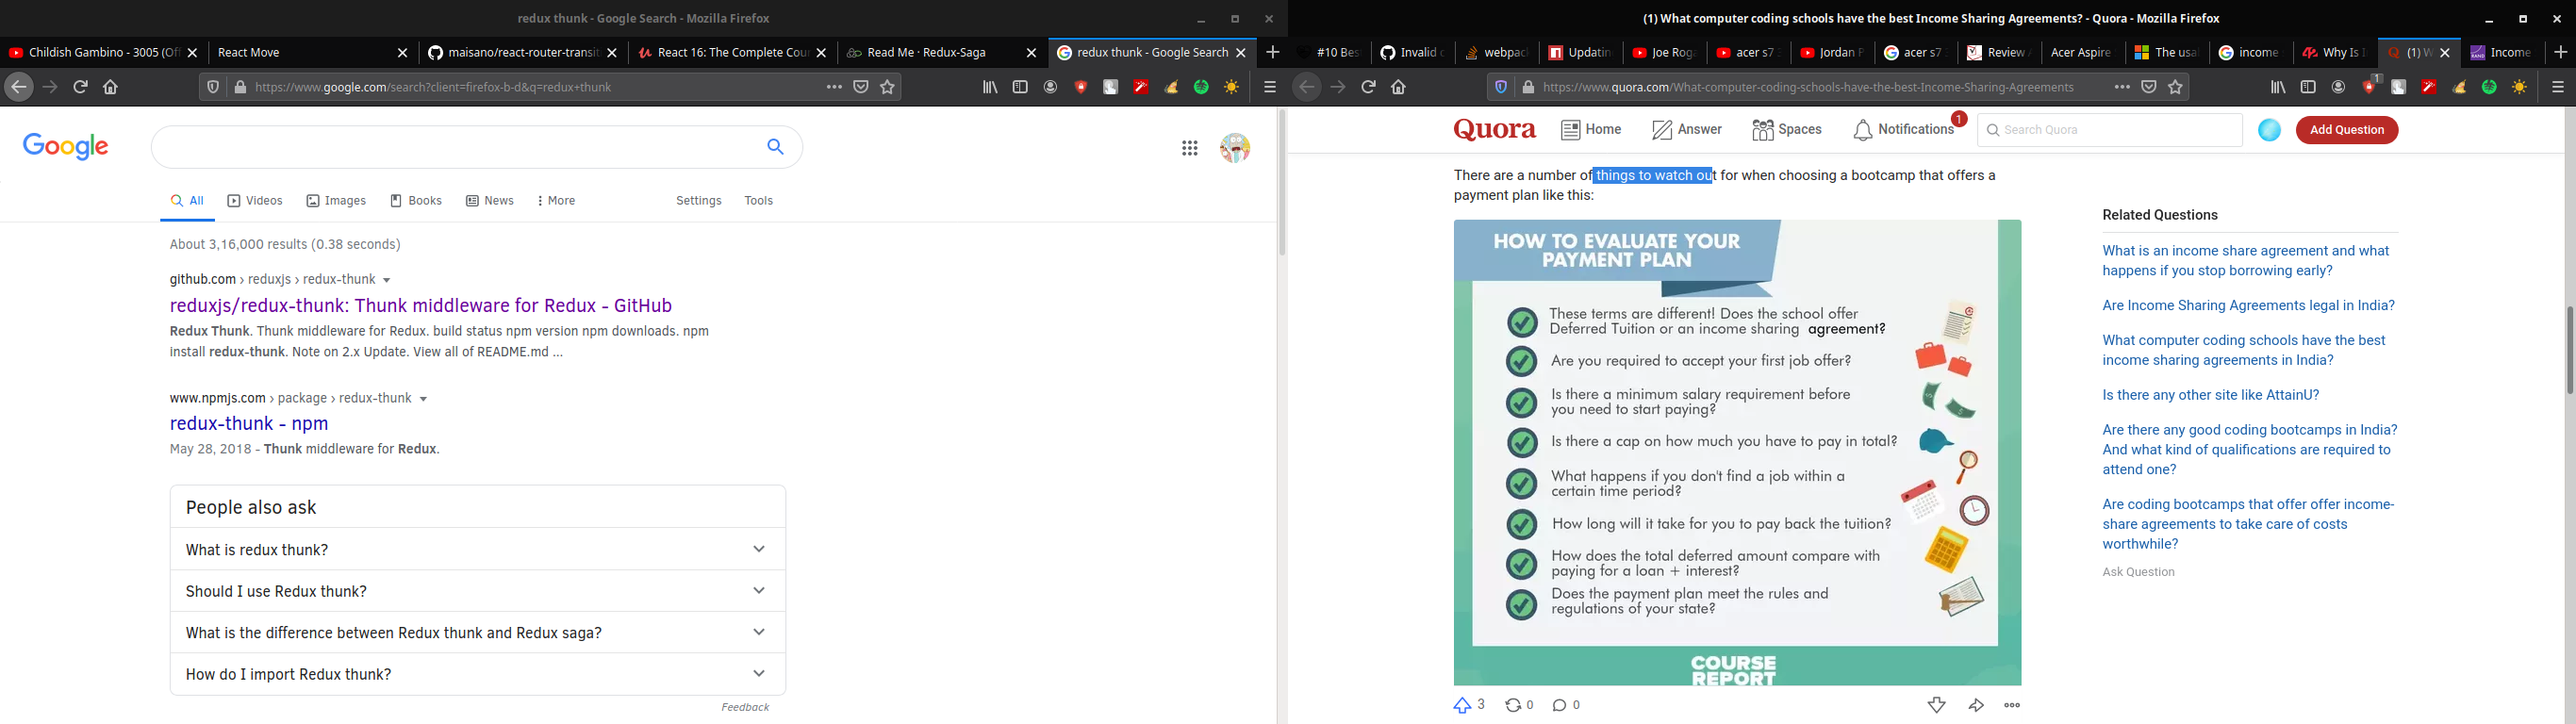 redux thunk - Google Search - Mozilla Firefox
Childish Gambino - 3005 (Of
React Move
maisano/react-router-transit
React 16: The Complete Cou
Read Me · Redux-Saga
redux thunk - Google Search
https://www.google.com/search?client=firefox-b-d&q=redux+thunk
Google
All
Videos
Images
Books
News
More
Settings
Tools
About 3,16,000 results (0.38 seconds)
github.com › reduxjs › redux-thunk
reduxjs/redux-thunk: Thunk middleware for Redux - GitHub
Redux Thunk. Thunk middleware for Redux. build status npm version npm downloads. npm
install redux-thunk. Note on 2.x Update. View all of README.md ...
www.npmjs.com › package › redux-thunk
redux-thunk - npm
May 28, 2018 - Thunk middleware for Redux.
People also ask
What is redux thunk?
Should I use Redux thunk?
What is the difference between Redux thunk and Redux saga?
How do I import Redux thunk?
Feedback
(1) What computer coding schools have the best Income Sharing Agreements? - Quora - Mozilla Firefox
#10 Bes
Invalid c
webpac
Updatin
Joe Rog
acer s7
Jordan P
acer s7
Review
Acer Aspire
The usa
income
Why Is I
(1) W
Income
https://www.quora.com/What-computer-coding-schools-have-the-best-Income-Sharing-Agreements
1
Quora
Home
Answer
Spaces
Notifications
1
Search Quora
Add Question
There are a number of things to watch out for when choosing a bootcamp that offers a
payment plan like this:
HOW TO EVALUATE YOUR
PAYMENT PLAN
These terms are different! Does the school offer
Deferred Tuition or an income sharing agreement?
Are you required to accept your first job offer?
Is there a minimum salary requirement before
you need to start paying?
Is there a cap on how much you have to pay in total?
What happens if you don't find a job within a
certain time period?
How long will it take for you to pay back the tuition?
How does the total deferred amount compare with
paying for a loan + interest?
Does the payment plan meet the rules and
regulations of your state?
COURSE
REPORT
3
0
0
Related Questions
What is an income share agreement and what
happens if you stop borrowing early?
Are Income Sharing Agreements legal in India?
What computer coding schools have the best
income sharing agreements in India?
Is there any other site like AttainU?
Are there any good coding bootcamps in India?
And what kind of qualifications are required to
attend one?
Are coding bootcamps that offer offer income-
share agreements to take care of costs
worthwhile?
Ask Question